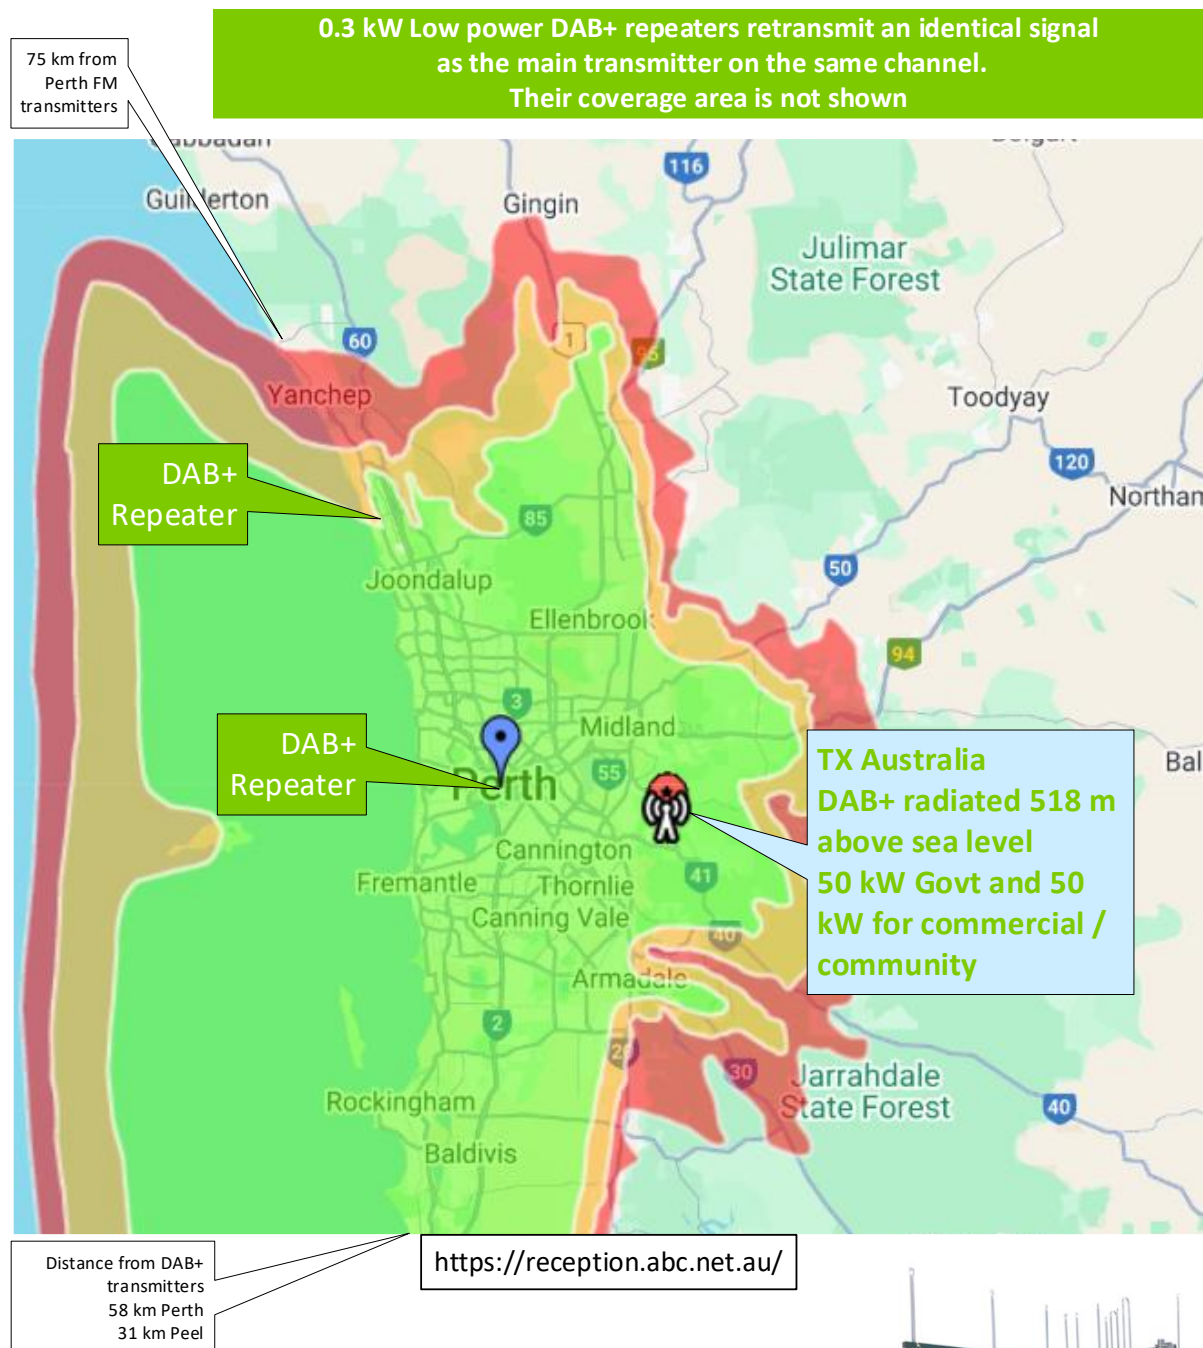 0.3 kW Low power DAB+ repeaters retransmit an identical signal
as the main transmitter on the same channel.
Their coverage area is not shown
75 km from
Perth FM
transmitters
Guilderton
Gingin
116
Julimar
State Forest
60
1
95
Yanchep
Toodyay
DAB+
Repeater
120
Northam
85
50
Joondalup
Ellenbrook
94
3
Midland
DAB+
Repeater
Perth
55
TX Australia
DAB+ radiated 518 m
above sea level
50 kW Govt and 50
kW for commercial /
community
Bal
Cannington
Fremantle
Thornlie
41
Canning Vale
40
Armadale
2
20
30
Jarrahdale
State Forest
40
Rockingham
Baldivis
https://reception.abc.net.au/
Distance from DAB+
transmitters
58 km Perth
31 km Peel